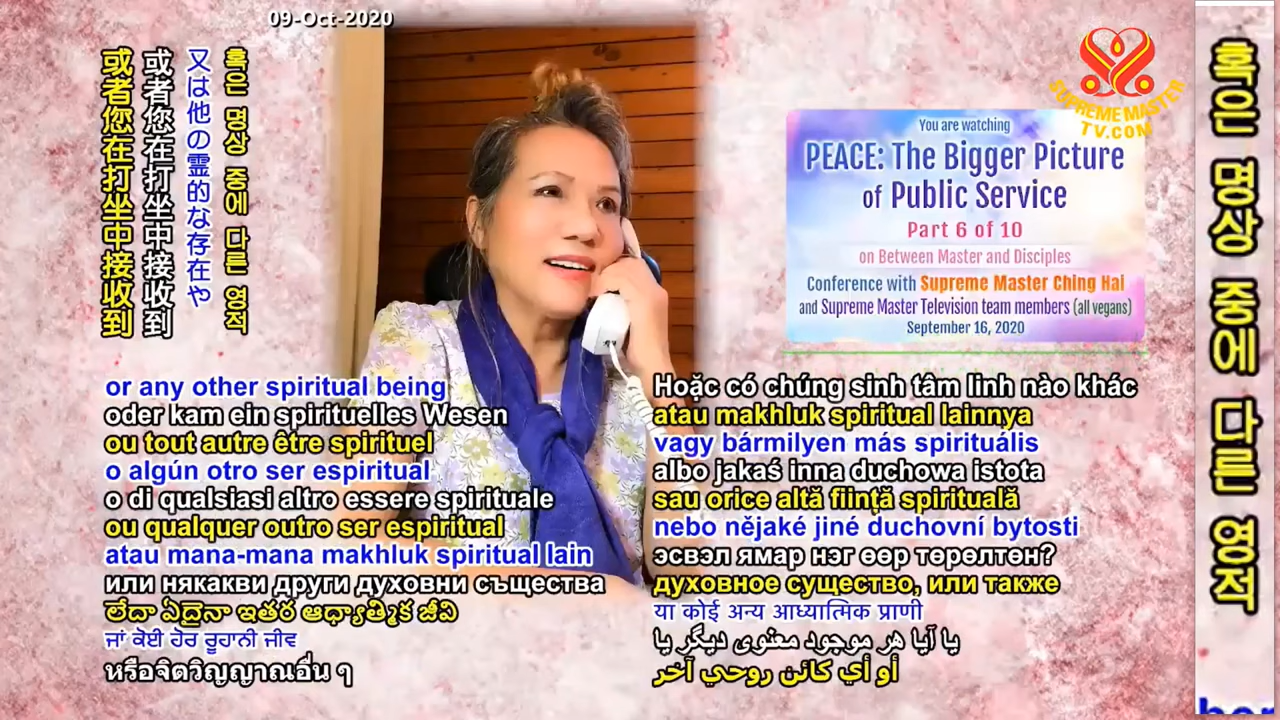 09-Oct-2020
SUPREME MASTER
TV.COM
You are watching
PEACE: The Bigger Picture
of Public Service
Part 6 of 10
on Between Master and Disciples
Conference with Supreme Master Ching Hai
and Supreme Master Television team members (all vegans)
September 16, 2020
혹은 명상 중에 다른 영적
又は他の霊的な存在や
或者您在打坐中接收到
或者您在打坐中接收到
or any other spiritual being
oder kam ein spirituelles Wesen
ou tout autre être spirituel
o algún otro ser espiritual
o di qualsiasi altro essere spirituale
ou qualquer outro ser espiritual
atau mana-mana makhluk spiritual lain
или някакви други духовни същества
లేదా ఏదైనా ఇతర ఆధ్యాత్మిక జీవి
ਜਾਂ ਕੋਈ ਹੋਰ ਰੂਹਾਨੀ ਜੀਵ
หรือจิตวิญญาณอื่น ๆ
Hoặc có chúng sinh tâm linh nào khác
atau makhluk spiritual lainnya
vagy bármilyen más spirituális
albo jakaś inna duchowa istota
sau orice altă ființă spirituală
nebo nějaké jiné duchovní bytosti
эсвэл ямар нэг өөр төрөлтөн?
духовное существо, или также
या कोई अन्य आध्यात्मिक प्राणी
یا آیا هر موجود معنوی دیگر یا
أو أي كائن روحي آخر
혹은 명상 중에 다른 영적